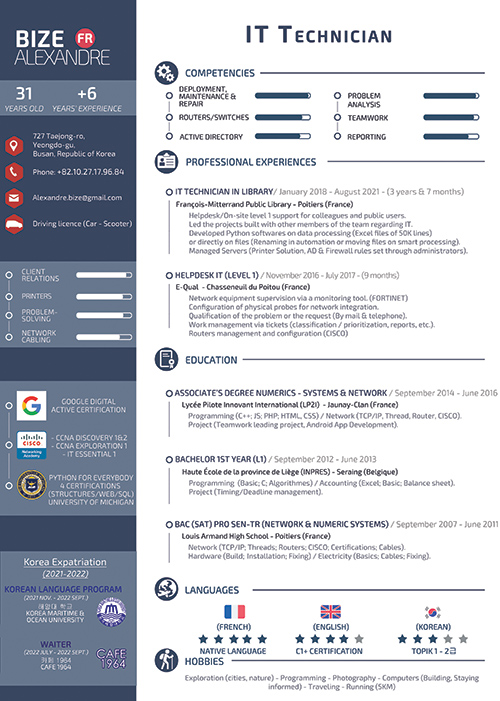 BIZE FR
ALEXANDRE
31
YEARS OLD
+6
YEARS' EXPERIENCE
727 Taejong-ro,
Yeongdo-gu,
Busan, Republic of Korea
Phone: +82.10.27.17.96.84
Alexandre.bize@gmail.com
Driving licence (Car - Scooter)
CLIENT
RELATIONS
PRINTERS
PROBLEM-
SOLVING
NETWORK
CABLING
G
GOOGLE DIGITAL
ACTIVE CERTIFICATION
CISCO
Networking
Academy
- CCNA DISCOVERY 1&2
- CCNA EXPLORATION 1
- IT ESSENTIAL 1
PYTHON FOR EVERYBODY
4 CERTIFICATIONS
(STRUCTURES/WEB/SQL)
UNIVERSITY OF MICHIGAN
Korea Expatriation
(2021-2022)
KOREAN LANGUAGE PROGRAM
(2021 NOV. - 2022 SEPT.)
해양대 학교
KOREA MARITIME &
OCEAN UNIVERSITY
WAITER
(2022 JULY - 2022 SEPT.)
카페 1964
CAFE 1964
CAFE
1964
IT TECHNICIAN
COMPETENCIES
DEPLOYMENT,
MAINTENANCE &
REPAIR
ROUTERS/SWITCHES
ACTIVE DIRECTORY
PROBLEM
ANALYSIS
TEAMWORK
REPORTING
PROFESSIONAL EXPERIENCES
IT TECHNICIAN IN LIBRARY/ January 2018 - August 2021 - (3 years & 7 months)
François-Mitterrand Public Library - Poitiers (France)
Helpdesk/On-site level 1 support for colleagues and public users.
Led the projects built with other members of the team regarding IT.
Developed Python softwares on data processing (Excel files of 50K lines)
or directly on files (Renaming in automation or moving files on smart processing).
Managed Servers (Printer Solution, AD & Firewall rules set through administrators).
HELPDESK IT (LEVEL 1) / November 2016 - July 2017 - (9 months)
E-Qual - Chasseneuil du Poitou (France)
Network equipment supervision via a monitoring tool. (FORTINET)
Configuration of physical probes for network integration.
Qualification of the problem or the request (By mail & telephone).
Work management via tickets (classification / prioritization, reports, etc.).
Routers management and configuration (CISCO)
EDUCATION
ASSOCIATE'S DEGREE NUMERICS - SYSTEMS & NETWORK / September 2014 - June 2016
Lycée Pilote Innovant International (LP2I) - Jaunay-Clan (France)
Programming (C++; JS; PHP; HTML, CSS) / Network (TCP/IP, Thread, Router, CISCO).
Project (Teamwork leading project, Android App Development).
BACHELOR 1ST YEAR (L1) / September 2012 - June 2013
Haute École de la province de Liège (INPRES) - Seraing (Belgique)
Programming (Basic; C; Algorithms) / Accounting (Excel; Basic; Balance sheet).
Project (Timing/Deadline management).
BAC (SAT) PRO SEN-TR (NETWORK & NUMERIC SYSTEMS) / September 2007 - June 2011
Louis Armand High School - Poitiers (France)
Network (TCP/IP; Threads; Routers; CISCO; Certifications; Cables).
Hardware (Build; Installation; Fixing) / Electricity (Basics; Cables; Fixing).
LANGUAGES
(FRENCH)
NATIVE LANGUAGE
(ENGLISH)
C1+ CERTIFICATION
(KOREAN)
TOPIK 1 - 2급
HOBBIES
Exploration (cities, nature) - Programming - Photography - Computers (Building, Staying
informed) - Traveling - Running (5KM)